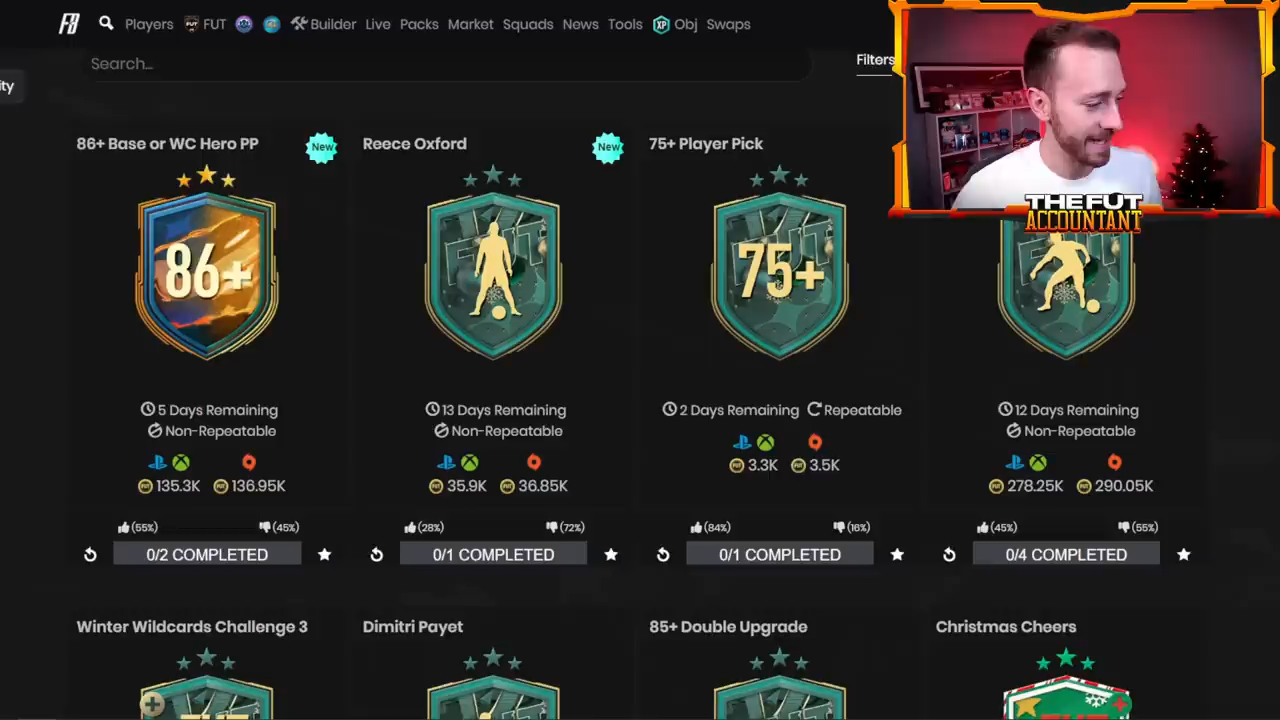 F8 Players FUT Builder Live Packs Market Squads News Tools XP Obj Swaps
Search...
Filters
ity
THE FUT
ACCOUNTANT
86+ Base or WC Hero PP New
Reece Oxford New
75+ Player Pick
86+
75+
5 Days Remaining
Non-Repeatable
135.3K 136.95K
(55%) (45%)
0/2 COMPLETED
13 Days Remaining
Non-Repeatable
35.9K 36.85K
(28%) (72%)
0/1 COMPLETED
2 Days Remaining Repeatable
3.3K 3.5K
(84%) (16%)
0/1 COMPLETED
12 Days Remaining
Non-Repeatable
278.25K 290.05K
(45%) (55%)
0/4 COMPLETED
Winter Wildcards Challenge 3
Dimitri Payet
85+ Double Upgrade
Christmas Cheers